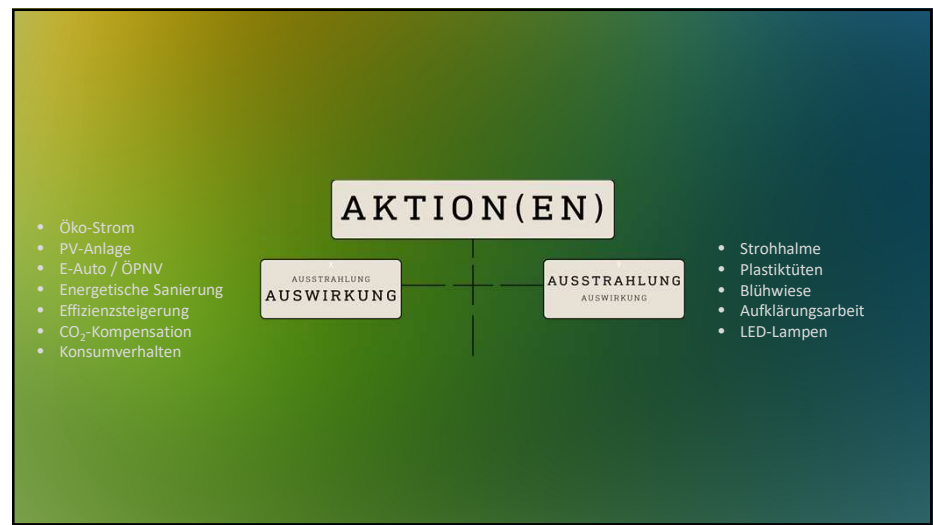 AKTION(EN)
• Öko-Strom
• PV-Anlage
• E-Auto / ÖPNV
• Energetische Sanierung
• Effizienzsteigerung
• CO₂-Kompensation
• Konsumverhalten
AUSSTRAHLUNG
AUSWIRKUNG
AUSSTRAHLUNG
AUSWIRKUNG
• Strohhalme
• Plastiktüten
• Blühwiese
• Aufklärungsarbeit
• LED-Lampen